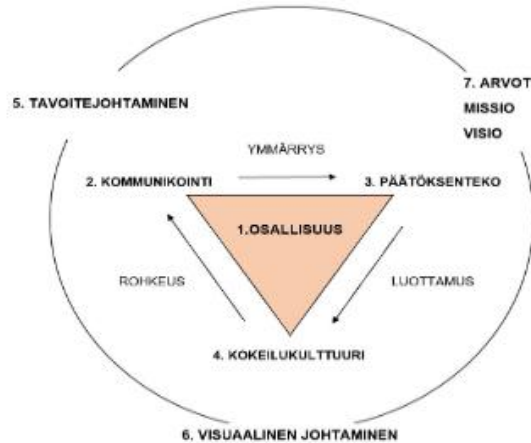 5. TAVOITEJOHTAMINEN
7. ARVOT
MISSIO
VISIO
YMMÄRRYS
2. KOMMUNIKOINTI
3. PÄÄTÖKSENTEKO
1.OSALLISUUS
ROHKEUS
LUOTTAMUS
4. KOKEILUKULTTUURI
6. VISUAALINEN JOHTAMINEN